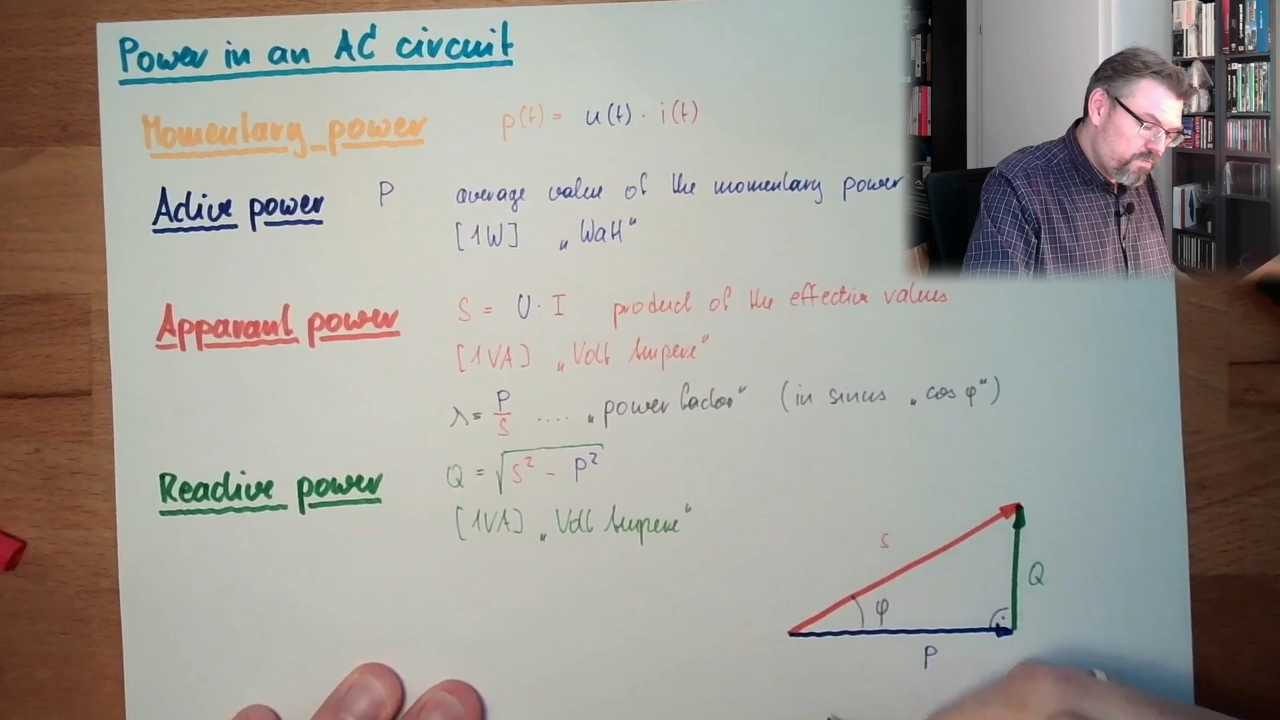 Power in an AC circuit
Momentary power p(t) = u(t) · i(t)
Active power P average value of the momentary power
[1W] „Watt"
Apparant power S = U · I product of the effective values
[1VA] „Volt Ampere"
λ = P/S .... „power factor" (in sinus „cos φ")
Reactive power Q = √(S² - P²)
[1VA] „Volt Ampere"
S
Q
φ
P